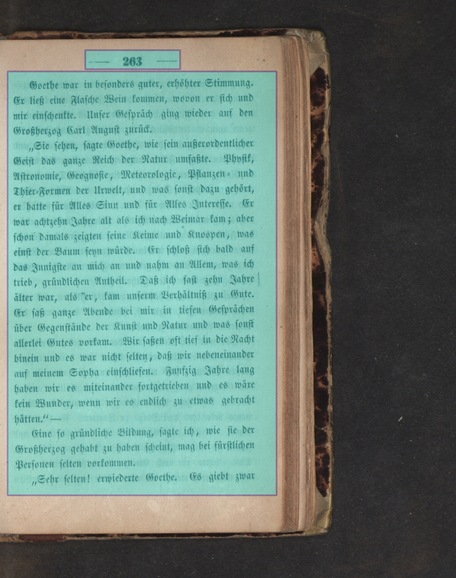 — 263 —
Goethe war in besonders guter, erhöhter Stimmung.
Er ließ eine Flasche Wein kommen, wovon er sich und
mir einschenkte. Unser Gespräch ging wieder auf den
Großherzog Carl August zurück.
„Sie sehen, sagte Goethe, wie sein außerordentlicher
Geist das ganze Reich der Natur umfaßte. Physik,
Astronomie, Geognosie, Meteorologie, Pflanzen- und
Thier-Formen der Urwelt, und was sonst dazu gehört,
er hatte für Alles Sinn und für Alles Interesse. Er
war achtzehn Jahre alt als ich nach Weimar kam; aber
schon damals zeigten seine Keime und Knospen, was
einst der Baum seyn würde. Er schloß sich bald auf
das Innigste an mich an und nahm an Allem, was ich
trieb, gründlichen Antheil. Daß ich fast zehn Jahre
älter war, als er, kam unserm Verhältniß zu Gute.
Er saß ganze Abende bei mir in tiefen Gesprächen
über Gegenstände der Kunst und Natur und was sonst
allerlei Gutes vorkam. Wir saßen oft tief in die Nacht
hinein und es war nicht selten, daß wir nebeneinander
auf meinem Sopha einschliefen. Funfzig Jahre lang
haben wir es miteinander fortgetrieben und es wäre
kein Wunder, wenn wir es endlich zu etwas gebracht
hätten.“ —
Eine so gründliche Bildung, sagte ich, wie sie der
Großherzog gehabt zu haben scheint, mag bei fürstlichen
Personen selten vorkommen.
„Sehr selten! erwiederte Goethe. Es giebt zwar